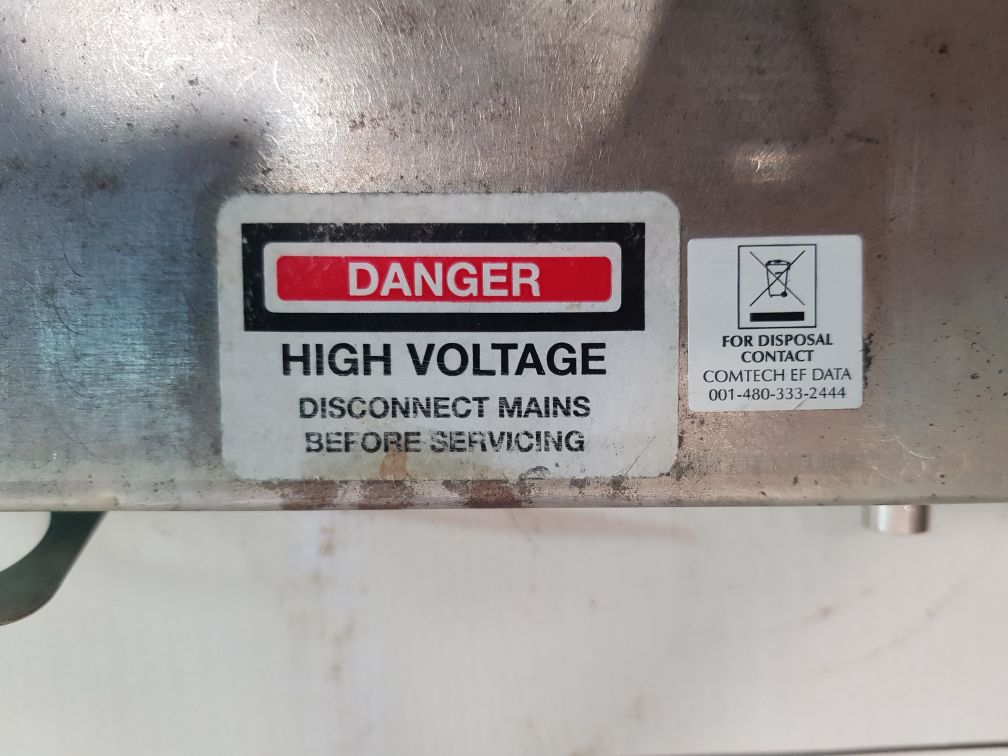 DANGER
HIGH VOLTAGE
DISCONNECT MAINS
BEFORE SERVICING
FOR DISPOSAL
CONTACT
COMTECH EF DATA
001-480-333-2444